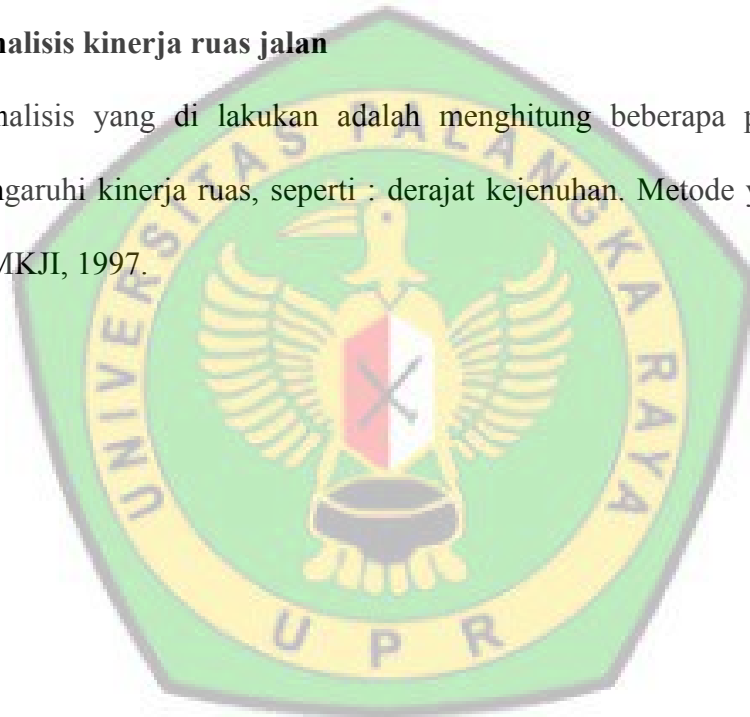 nalisis kinerja ruas jalan
nalisis yang di lakukan adalah menghitung beberapa p
ngaruhi kinerja ruas, seperti : derajat kejenuhan. Metode y
MKJI, 1997.
UNIVERSITAS PALANGKA RAYA
UPR